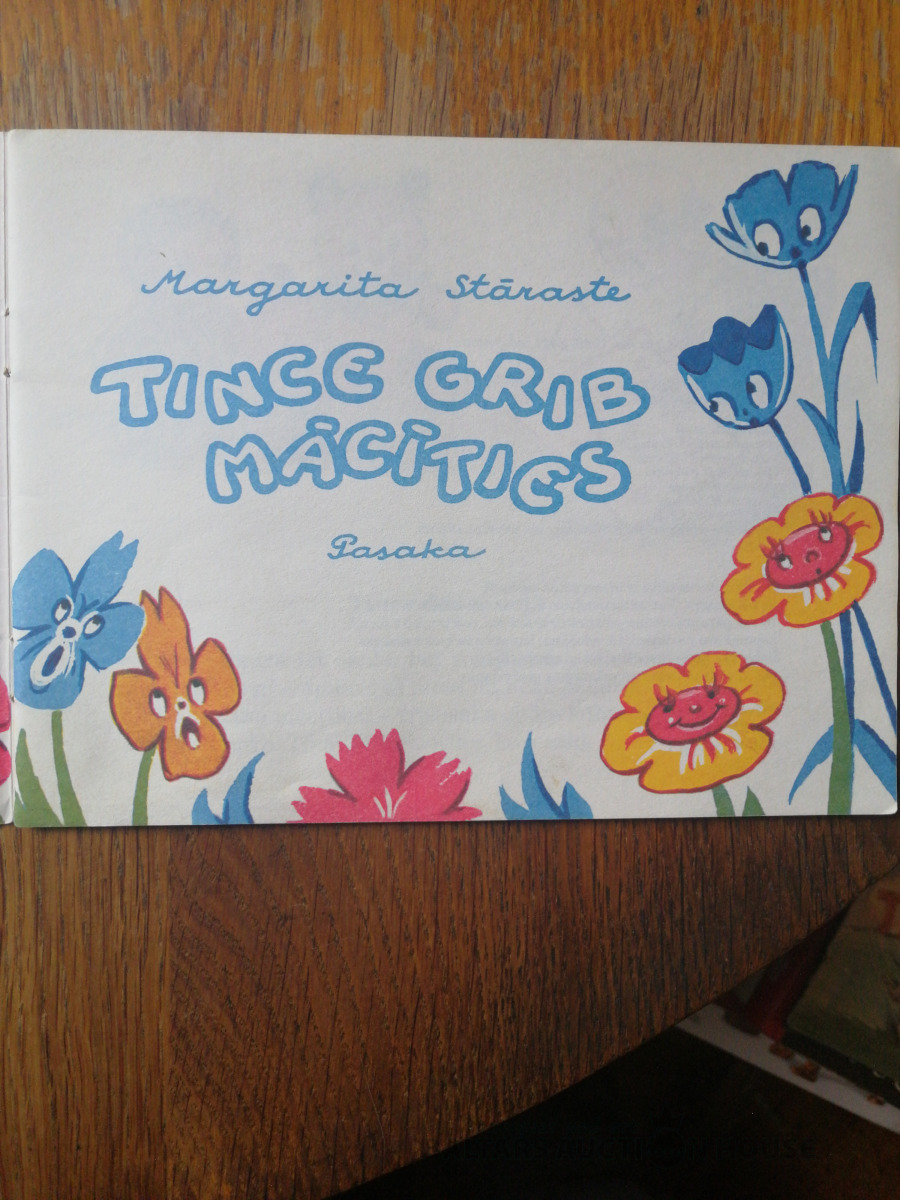 Margarita Stāraste
TINCE GRIB
MĀCĪTIES
Pasaka